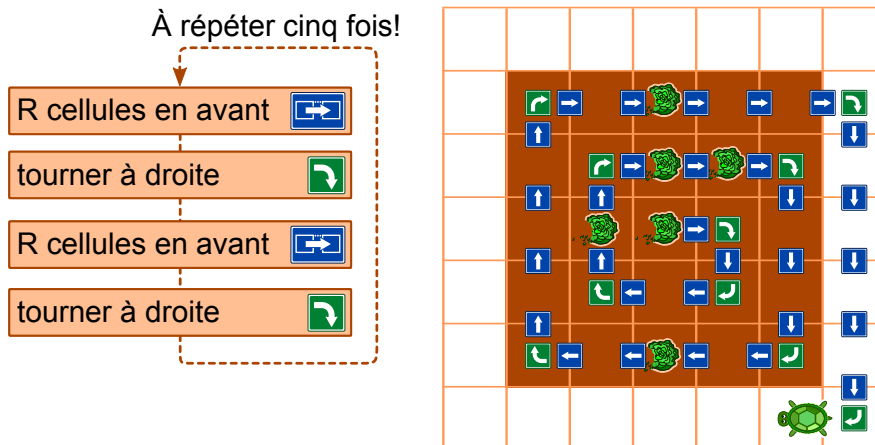 À répéter cinq fois!
R cellules en avant
tourner à droite
R cellules en avant
tourner à droite